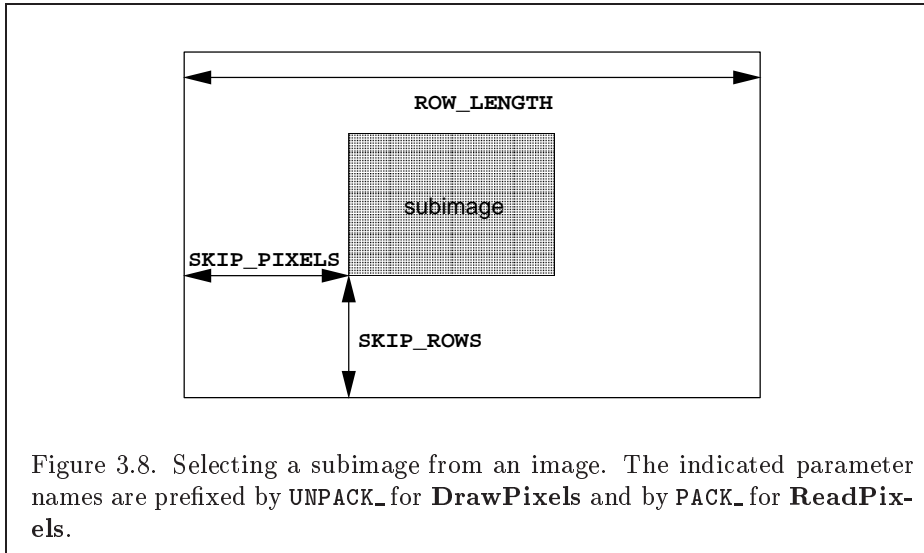 ROW_LENGTH
subimage
SKIP_PIXELS
SKIP_ROWS
Figure 3.8. Selecting a subimage from an image. The indicated parameter
names are prefixed by UNPACK_ for DrawPixels and by PACK_ for ReadPix-
els.